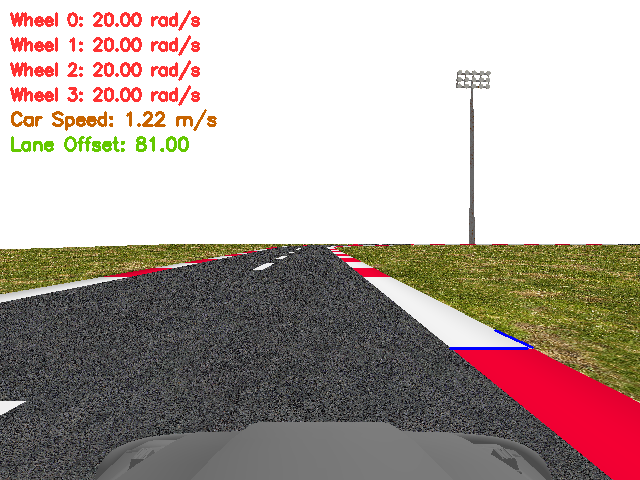 Wheel 0: 20.00 rad/s
Wheel 1: 20.00 rad/s
Wheel 2: 20.00 rad/s
Wheel 3: 20.00 rad/s
Car Speed: 1.22 m/s
Lane Offset: 81.00